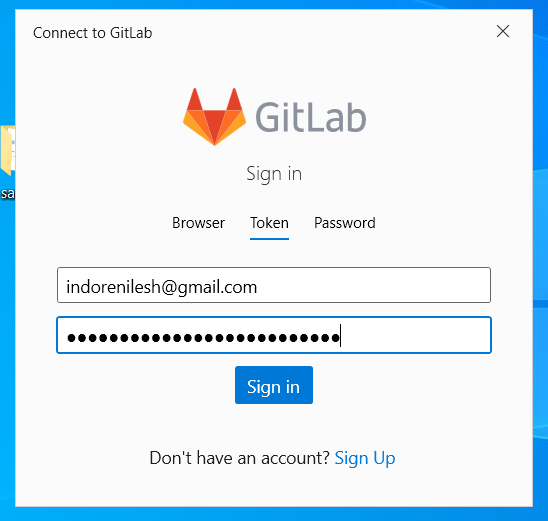 Connect to GitLab
GitLab
Sign in
Browser Token Password
indorenilesh@gmail.com
●●●●●●●●●●●●●●●●●●●●●●●●●●
Sign in
Don't have an account? Sign Up
sa